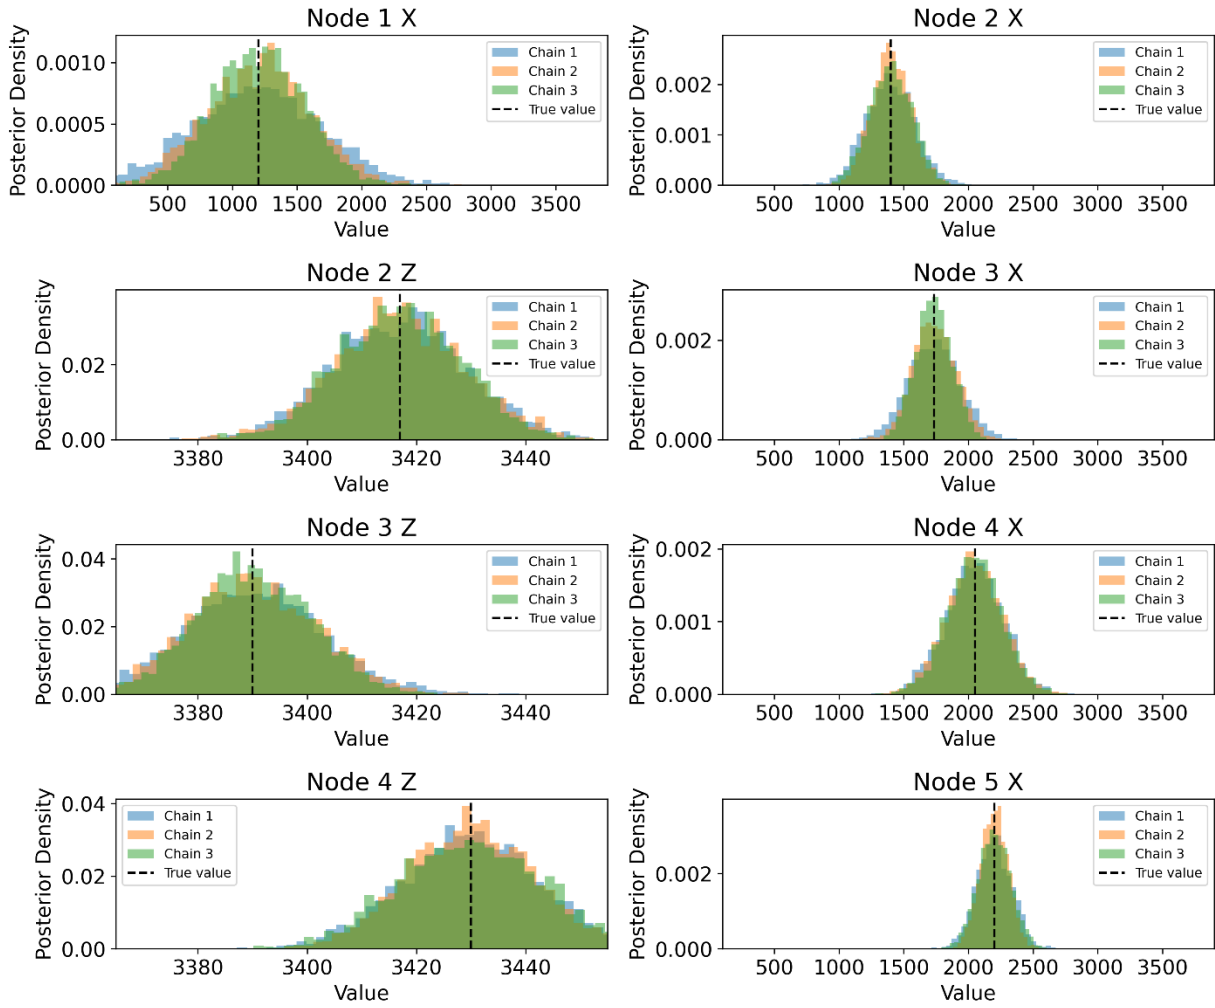 Node 1 X
Posterior Density
0.0010
0.0005
0.0000
Chain 1
Chain 2
Chain 3
True value
500 1000 1500 2000 2500 3000 3500
Value
Node 2 X
Posterior Density
0.002
0.001
0.000
Chain 1
Chain 2
Chain 3
True value
500 1000 1500 2000 2500 3000 3500
Value
Node 2 Z
Posterior Density
0.02
0.00
Chain 1
Chain 2
Chain 3
True value
3380 3400 3420 3440
Value
Node 3 X
Posterior Density
0.002
0.000
Chain 1
Chain 2
Chain 3
True value
500 1000 1500 2000 2500 3000 3500
Value
Node 3 Z
Posterior Density
0.04
0.02
0.00
Chain 1
Chain 2
Chain 3
True value
3380 3400 3420 3440
Value
Node 4 X
Posterior Density
0.002
0.001
0.000
Chain 1
Chain 2
Chain 3
True value
500 1000 1500 2000 2500 3000 3500
Value
Node 4 Z
Posterior Density
0.04
0.02
0.00
Chain 1
Chain 2
Chain 3
True value
3380 3400 3420 3440
Value
Node 5 X
Posterior Density
0.002
0.000
Chain 1
Chain 2
Chain 3
True value
500 1000 1500 2000 2500 3000 3500
Value